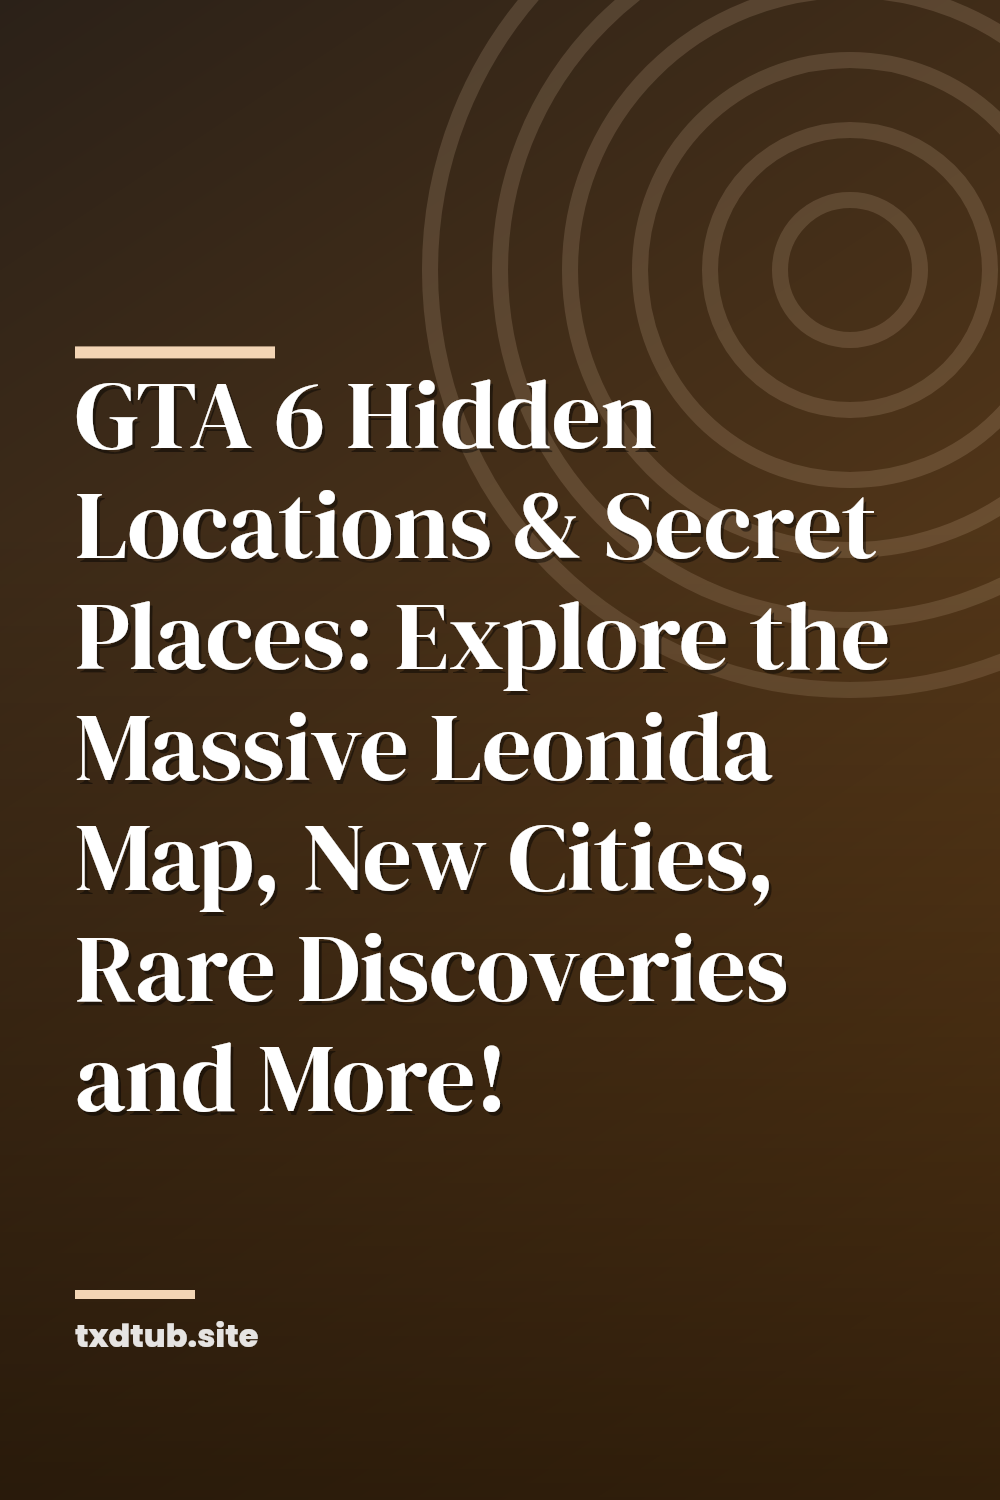 GTA 6 Hidden
Locations & Secret
Places: Explore the
Massive Leonida
Map, New Cities,
Rare Discoveries
and More!
txdtub.site